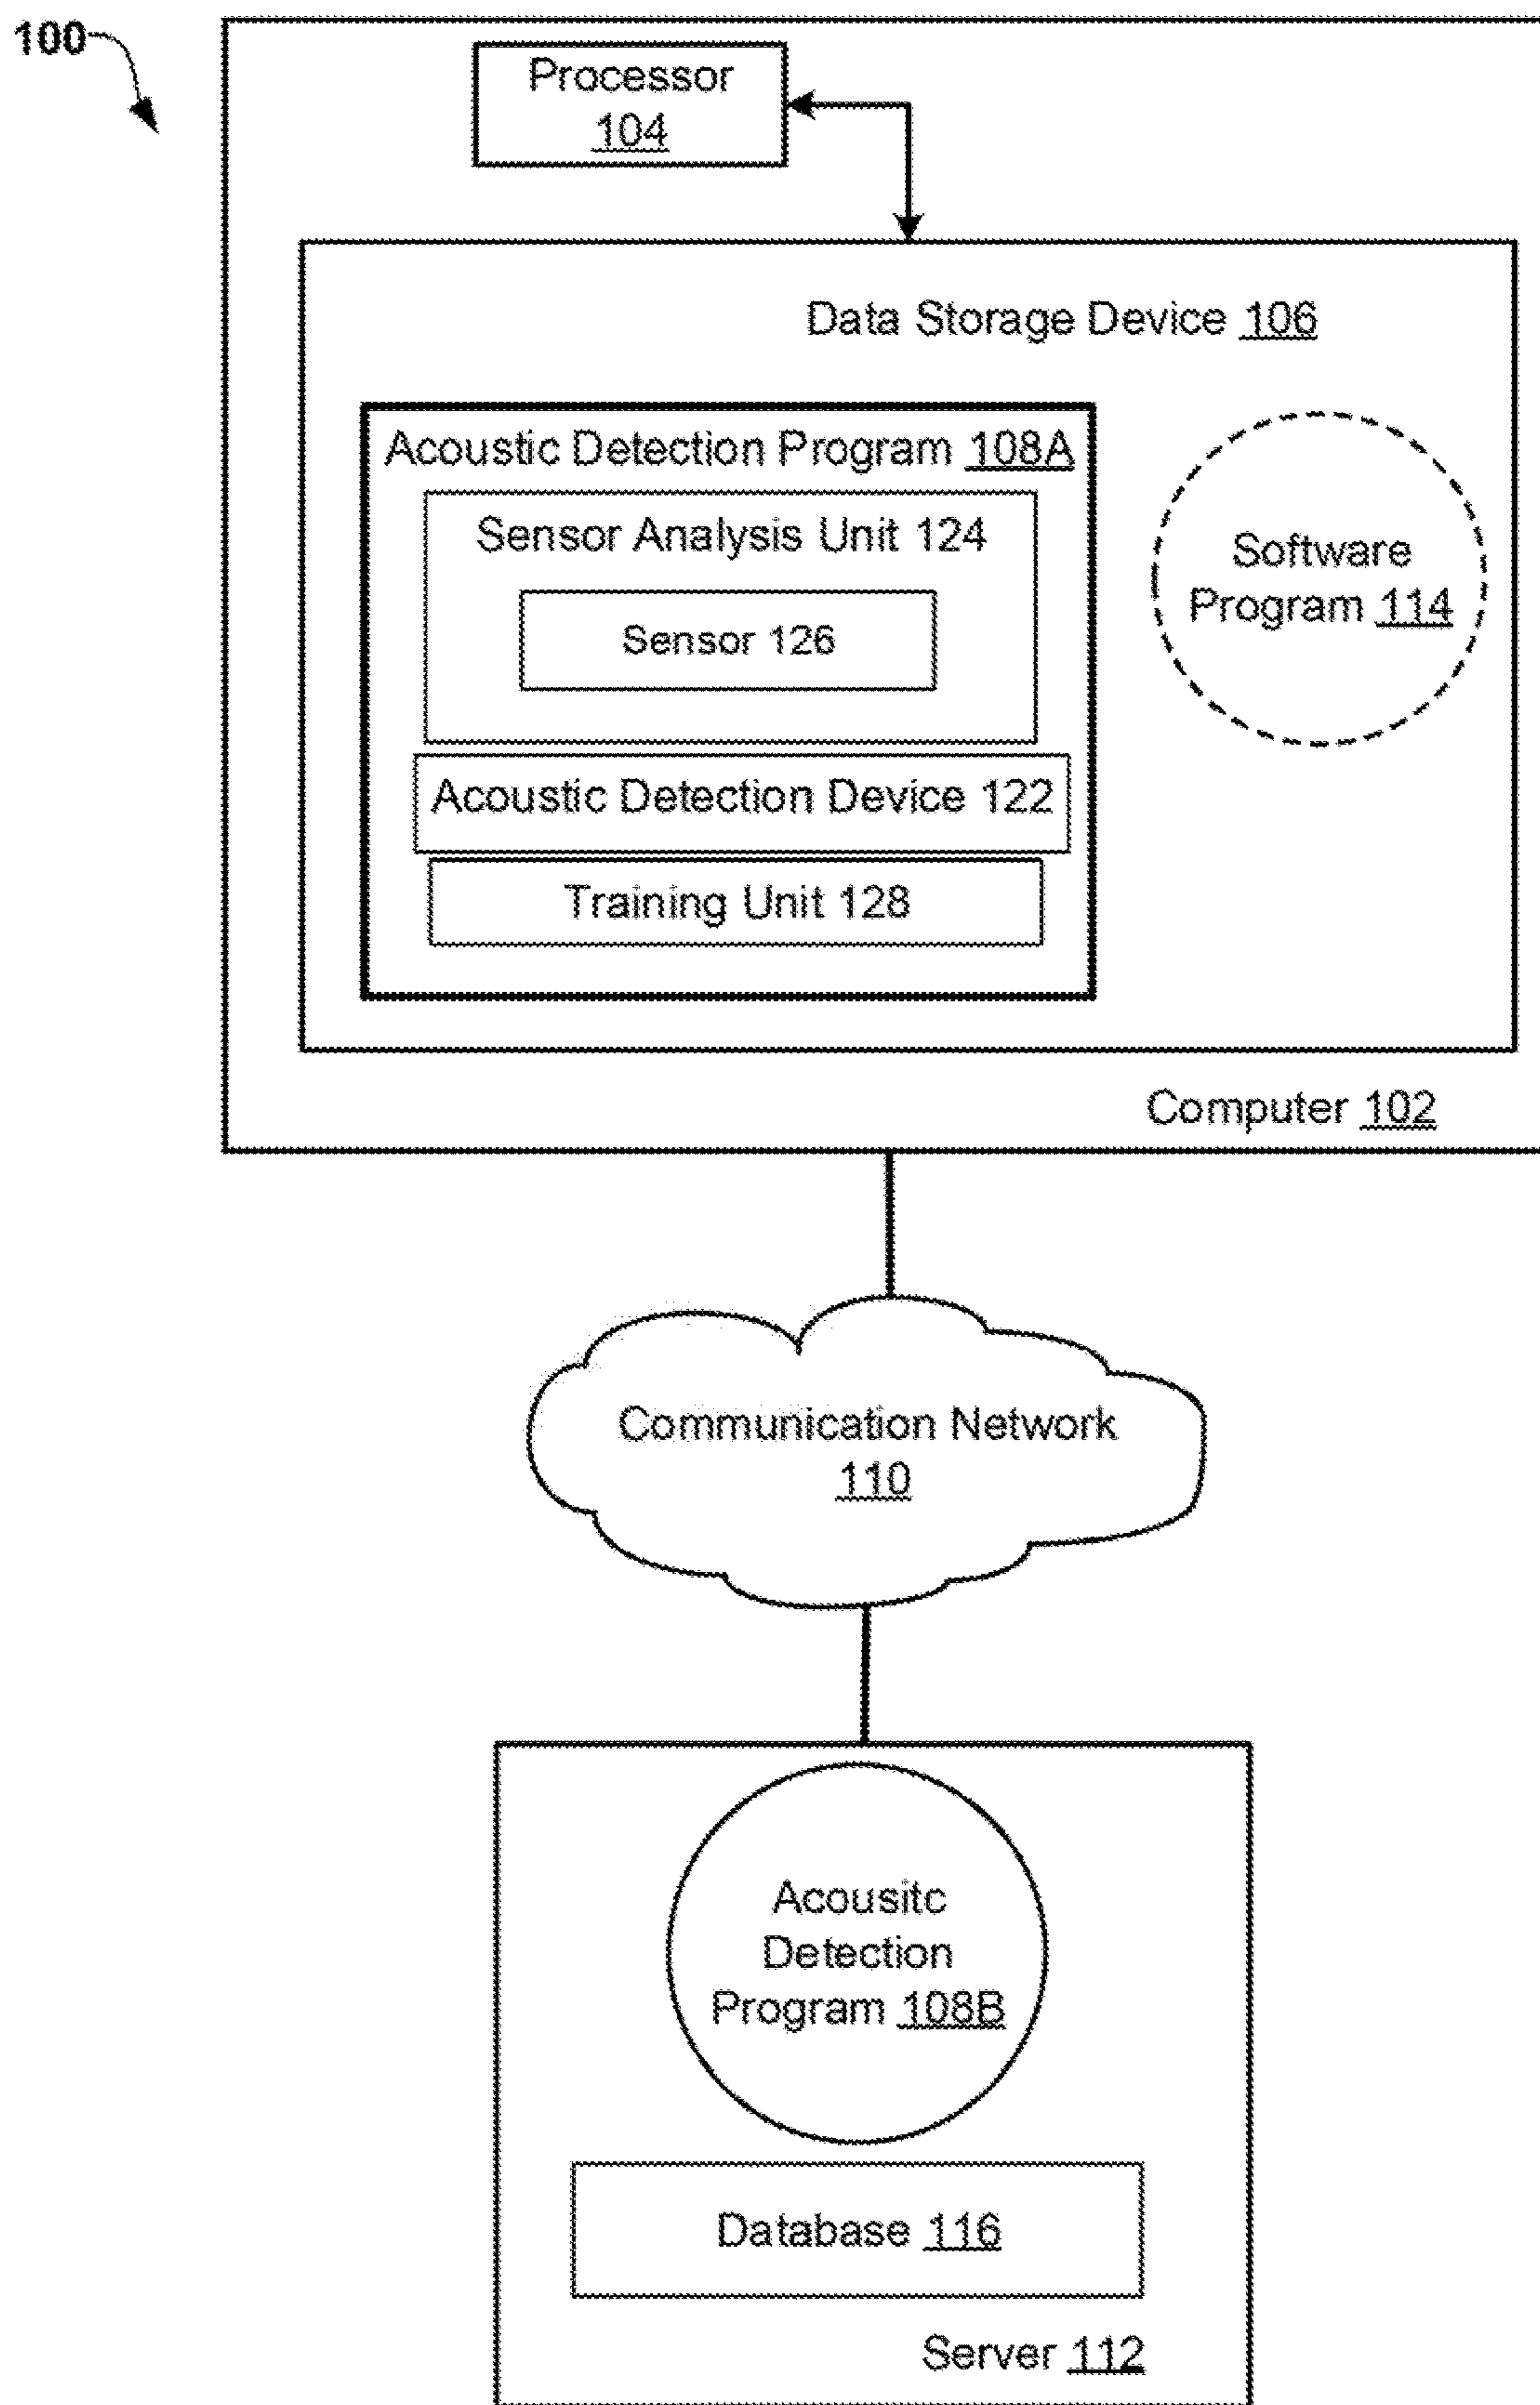 100
Processor
104
Data Storage Device 106
Acoustic Detection Program 108A
Sensor Analysis Unit 124
Sensor 126
Acoustic Detection Device 122
Training Unit 128
Software
Program 114
Computer 102
Communication Network
110
Acousitc
Detection
Program 108B
Database 116
Server 112